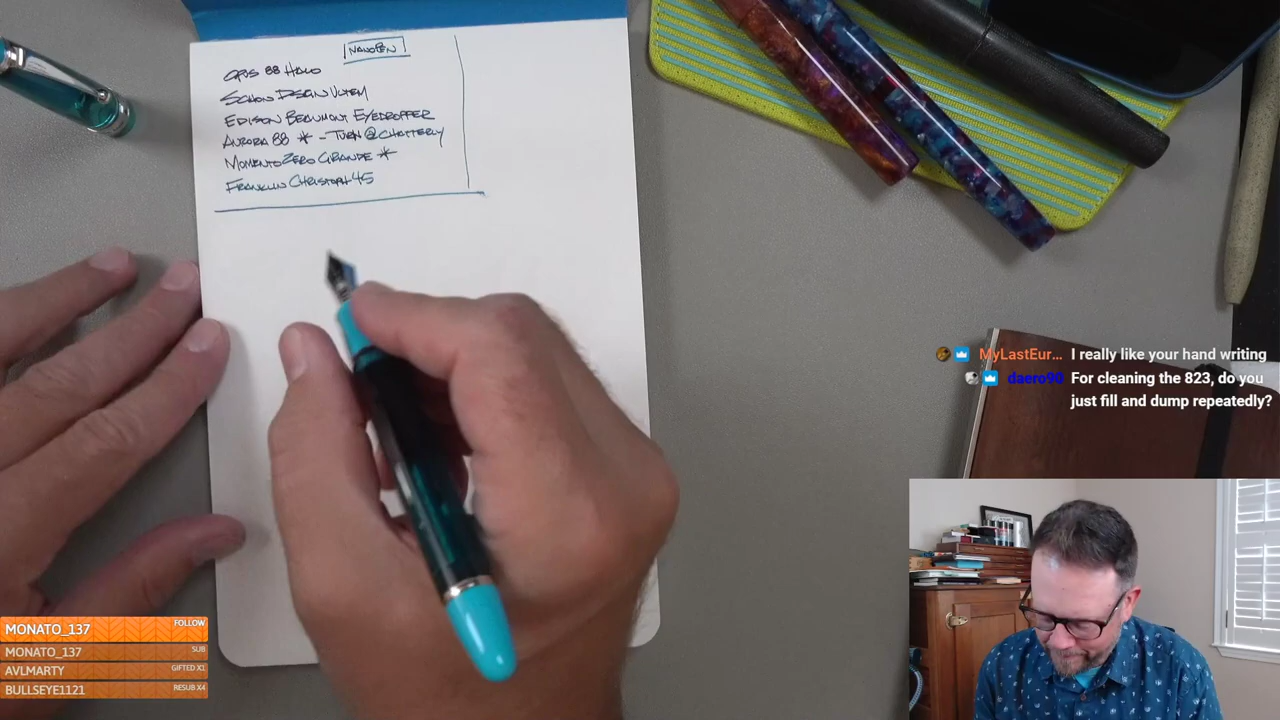 NANOPEN
OPUS 88 HALO
SCHON DSGN ULTEM
EDISON BEAUMONT EYEDROPPER
AURORA 88 * - TURN @ CHATTERLY
MOMENTO ZERO GRANDE *
FRANKLIN CHRISTOPH 45
MyLastEur... I really like your hand writing
daero90 For cleaning the 823, do you
just fill and dump repeatedly?
MONATO_137 FOLLOW
MONATO_137 SUB
AVLMARTY GIFTED X1
BULLSEYE1121 RESUB X4